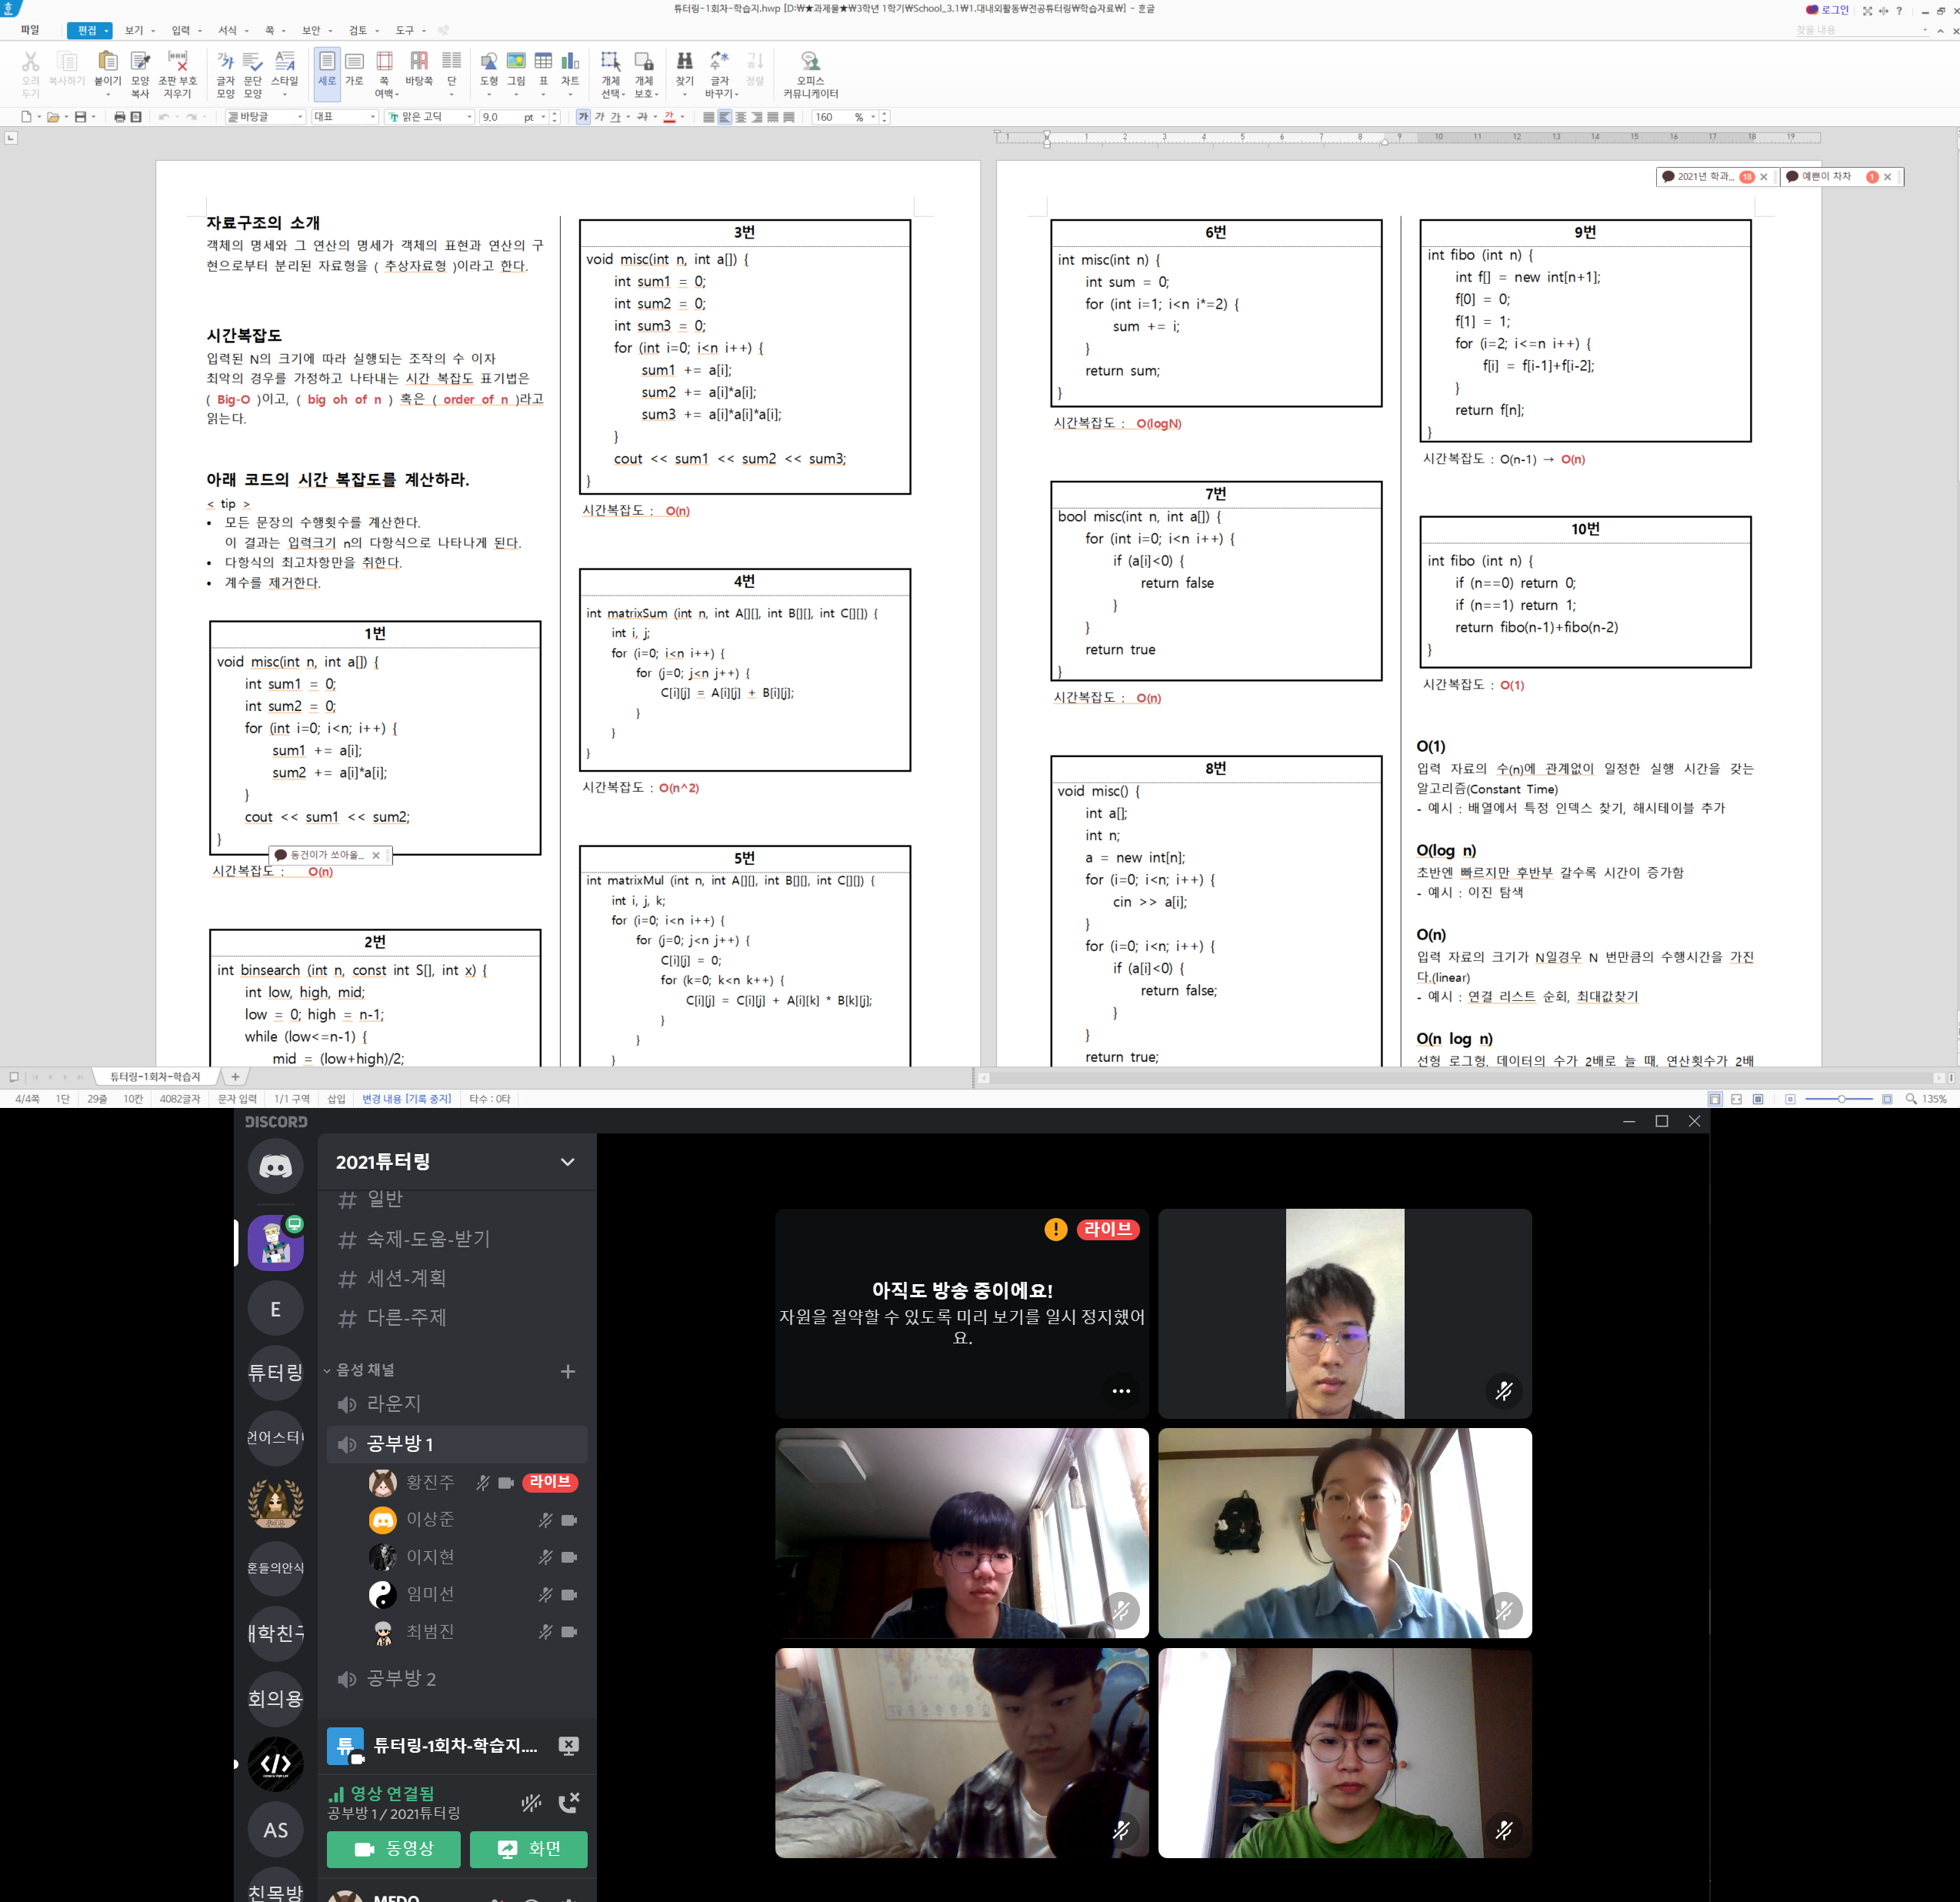 튜터링-1회차-학습지.hwp [D:₩★과제물★₩3학년 1학기₩School_3.1₩1.대내외활동₩전공튜터링₩학습자료₩] - 훈글
로그인
파일 편집 보기 입력 서식 쪽 보안 검토 도구
찾을 내용
오려 두기 복사하기 붙이기 모양 복사 조판 부호 지우기 글자 모양 문단 모양 스타일 세로 가로 쪽 여백 바탕쪽 단 도형 그림 표 차트 개체 선택 개체 보호 찾기 글자 바꾸기 정렬 오피스 커뮤니케이터
바탕글 대표 맑은 고딕 9,0 pt 가 가 가 가 가 160 %
자료구조의 소개
객체의 명세와 그 연산의 명세가 객체의 표현과 연산의 구
현으로부터 분리된 자료형을 ( 추상자료형 )이라고 한다.
시간복잡도
입력된 N의 크기에 따라 실행되는 조작의 수 이자
최악의 경우를 가정하고 나타내는 시간 복잡도 표기법은
( Big-O )이고, ( big oh of n ) 혹은 ( order of n )라고
읽는다.
아래 코드의 시간 복잡도를 계산하라.
< tip >
• 모든 문장의 수행횟수를 계산한다.
이 결과는 입력크기 n의 다항식으로 나타나게 된다.
• 다항식의 최고차항만을 취한다.
• 계수를 제거한다.
1번
void misc(int n, int a[]) {
int sum1 = 0;
int sum2 = 0;
for (int i=0; i<n; i++) {
sum1 += a[i];
sum2 += a[i]*a[i];
}
cout << sum1 << sum2;
}
동건이가 쏘아올...
시간복잡도 : O(n)
2번
int binsearch (int n, const int S[], int x) {
int low, high, mid;
low = 0; high = n-1;
while (low<=n-1) {
mid = (low+high)/2;
3번
void misc(int n, int a[]) {
int sum1 = 0;
int sum2 = 0;
int sum3 = 0;
for (int i=0; i<n i++) {
sum1 += a[i];
sum2 += a[i]*a[i];
sum3 += a[i]*a[i]*a[i];
}
cout << sum1 << sum2 << sum3;
}
시간복잡도 : O(n)
4번
int matrixSum (int n, int A[][], int B[][], int C[][]) {
int i, j;
for (i=0; i<n i++) {
for (j=0; j<n j++) {
C[i][j] = A[i][j] + B[i][j];
}
}
}
시간복잡도 : O(n^2)
5번
int matrixMul (int n, int A[][], int B[][], int C[][]) {
int i, j, k;
for (i=0; i<n i++) {
for (j=0; j<n j++) {
C[i][j] = 0;
for (k=0; k<n k++) {
C[i][j] = C[i][j] + A[i][k] * B[k][j];
}
}
}
1 1 2 3 4 5 6 7 8 9 10 11 12 13 14 15 16 17 18 19
2021년 학과... 18
예쁜이 차차 1
6번
int misc(int n) {
int sum = 0;
for (int i=1; i<n i*=2) {
sum += i;
}
return sum;
}
시간복잡도 : O(logN)
7번
bool misc(int n, int a[]) {
for (int i=0; i<n i++) {
if (a[i]<0) {
return false
}
}
return true
}
시간복잡도 : O(n)
8번
void misc() {
int a[];
int n;
a = new int[n];
for (i=0; i<n; i++) {
cin >> a[i];
}
for (i=0; i<n; i++) {
if (a[i]<0) {
return false;
}
}
return true;
9번
int fibo (int n) {
int f[] = new int[n+1];
f[0] = 0;
f[1] = 1;
for (i=2; i<=n i++) {
f[i] = f[i-1]+f[i-2];
}
return f[n];
}
시간복잡도 : O(n-1) → O(n)
10번
int fibo (int n) {
if (n==0) return 0;
if (n==1) return 1;
return fibo(n-1)+fibo(n-2)
}
시간복잡도 : O(1)
O(1)
입력 자료의 수(n)에 관계없이 일정한 실행 시간을 갖는
알고리즘(Constant Time)
- 예시 : 배열에서 특정 인덱스 찾기, 해시테이블 추가
O(log n)
초반엔 빠르지만 후반부 갈수록 시간이 증가함
- 예시 : 이진 탐색
O(n)
입력 자료의 크기가 N일경우 N 번만큼의 수행시간을 가진
다.(linear)
- 예시 : 연결 리스트 순회, 최대값찾기
O(n log n)
선형 로그형, 데이터의 수가 2배로 늘 때, 연산횟수가 2배
튜터링-1회차-학습지
4/4쪽 1단 29줄 10칸 4082글자 문자 입력 1/1 구역 삽입 변경 내용 [기록 중지] 타수 : 0타 135%
DISCORD
2021튜터링
일반
숙제-도움-받기
세션-계획
다른-주제
음성 채널
라운지
공부방 1
황진주 라이브
이상준
이지현
임미선
최범진
공부방 2
튜 튜터링-1회차-학습지....
영상 연결됨
공부방 1 / 2021튜터링
동영상 화면
MEDO
E
튜터링
언어스터
혼들의안식
대학친구
회의용
AS
친목방
라이브
아직도 방송 중이에요!
자원을 절약할 수 있도록 미리 보기를 일시 정지했어
요.